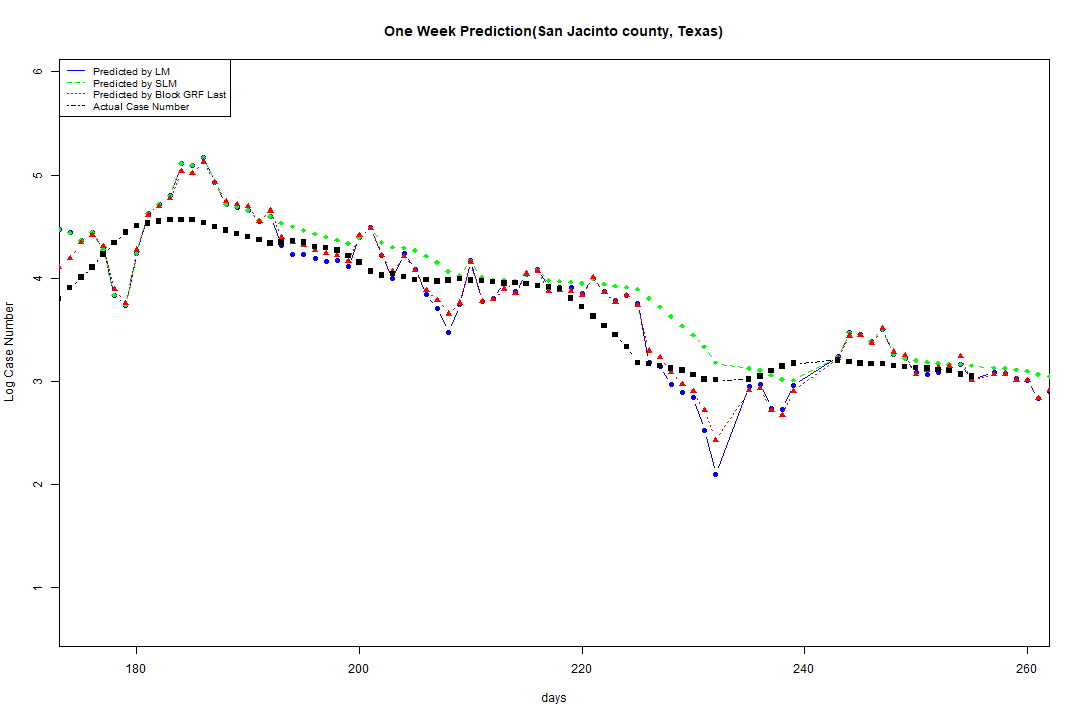 One Week Prediction(San Jacinto county, Texas)
Predicted by LM
Predicted by SLM
Predicted by Block GRF Last
Actual Case Number
6
5
4
3
2
1
Log Case Number
180 200 220 240 260
days